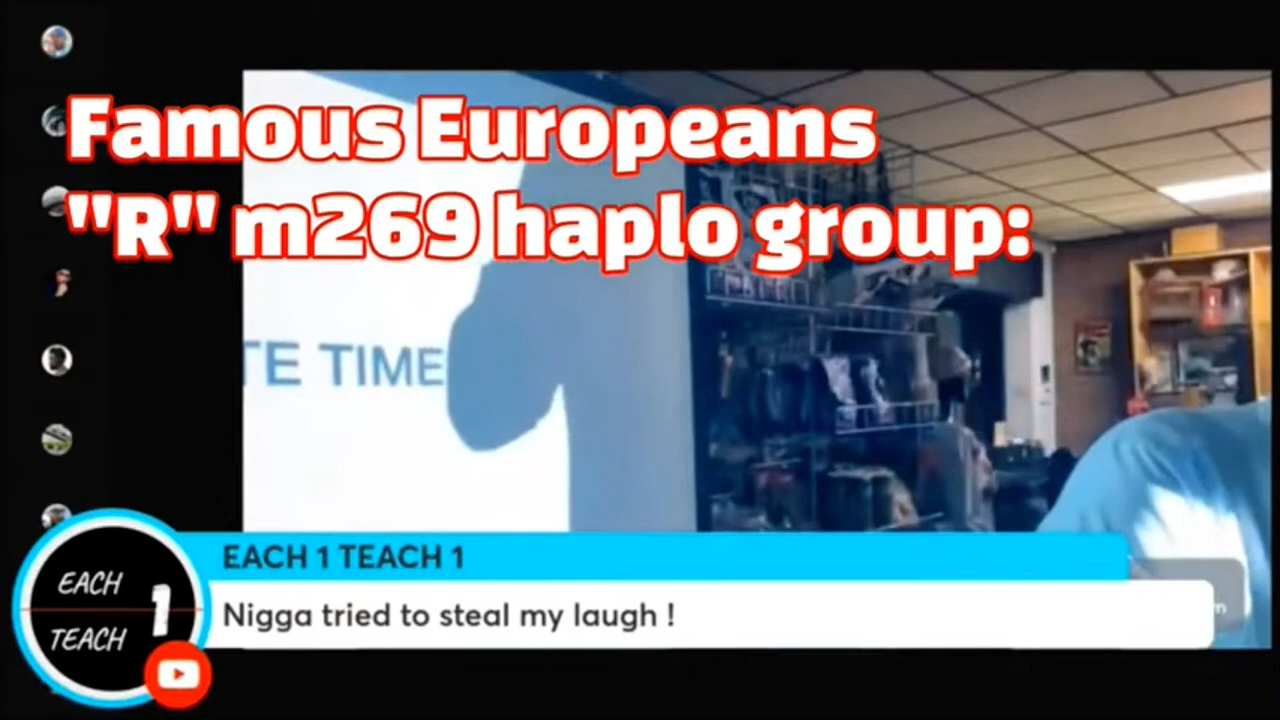 Famous Europeans
"R" m269 haplo group:
TE TIME
EACH 1 TEACH 1
Nigga tried to steal my laugh !
EACH
1
TEACH